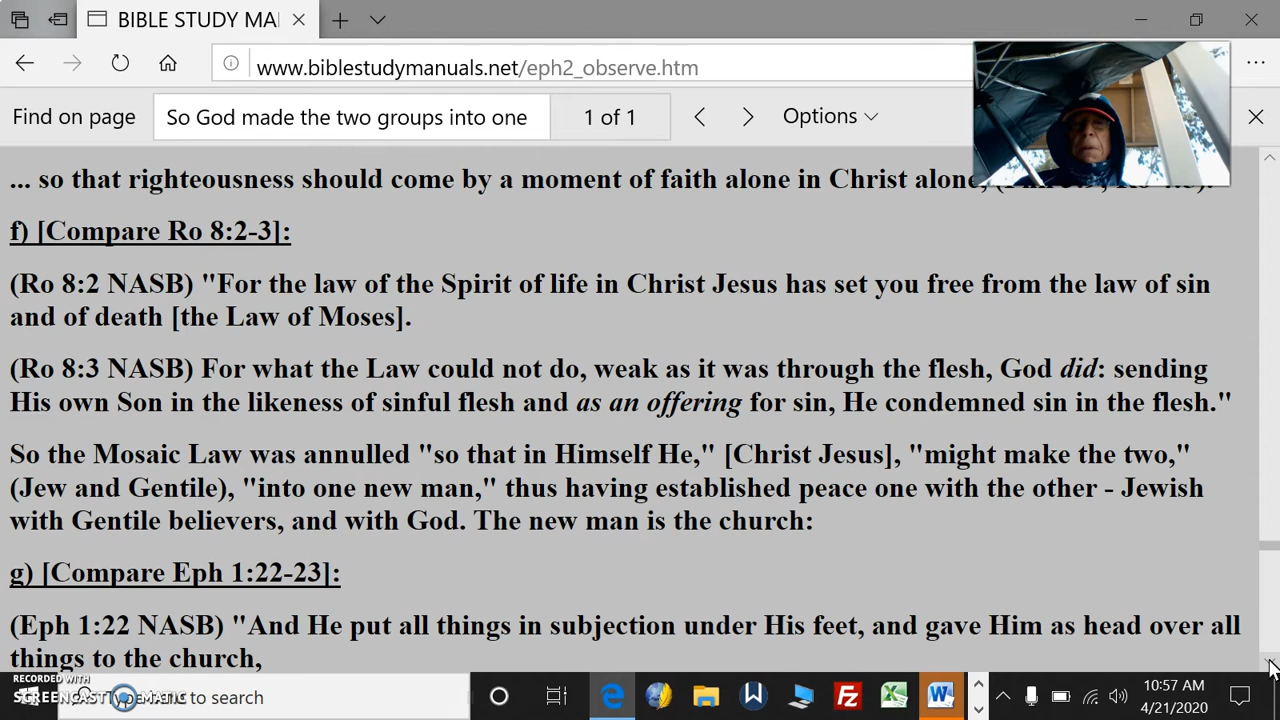 BIBLE STUDY MA
www.biblestudymanuals.net/eph2_observe.htm
Find on page
So God made the two groups into one
1 of 1
Options
... so that righteousness should come by a moment of faith alone in Christ alone,
f) [Compare Ro 8:2-3]:
(Ro 8:2 NASB) "For the law of the Spirit of life in Christ Jesus has set you free from the law of sin
and of death [the Law of Moses].
(Ro 8:3 NASB) For what the Law could not do, weak as it was through the flesh, God did: sending
His own Son in the likeness of sinful flesh and as an offering for sin, He condemned sin in the flesh."
So the Mosaic Law was annulled "so that in Himself He," [Christ Jesus], "might make the two,"
(Jew and Gentile), "into one new man," thus having established peace one with the other - Jewish
with Gentile believers, and with God. The new man is the church:
g) [Compare Eph 1:22-23]:
(Eph 1:22 NASB) "And He put all things in subjection under His feet, and gave Him as head over all
things to the church,
RECORDED WITH
SCREENCAST MATIC
Type to search
10:57 AM
4/21/2020